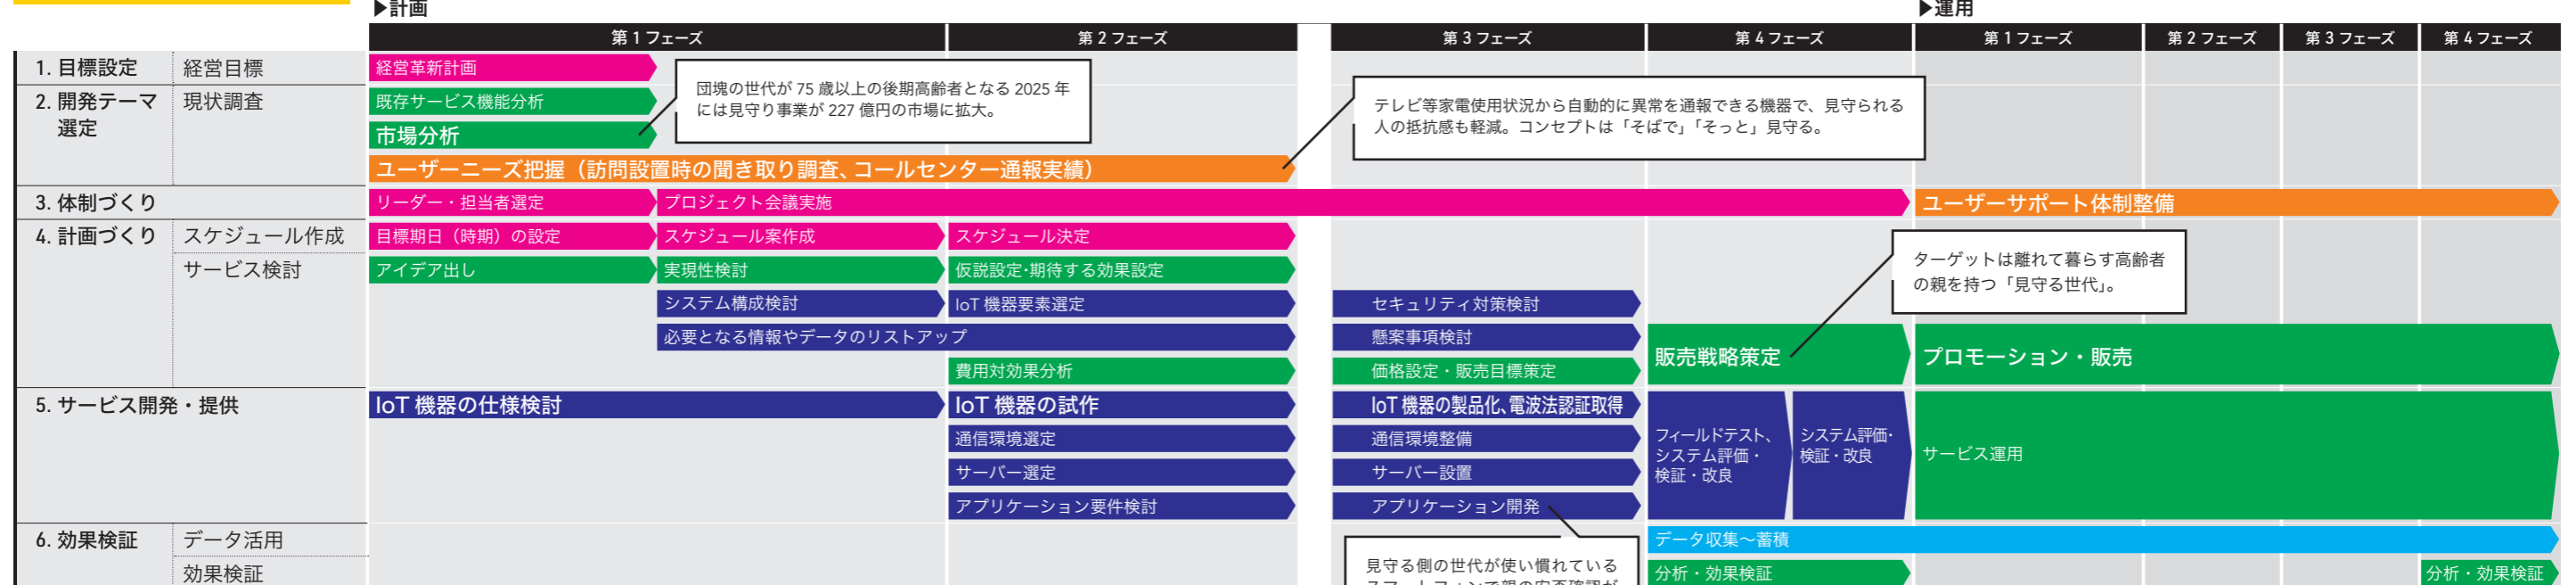 ▶計画
▶運用
第1フェーズ
第2フェーズ
第3フェーズ
第4フェーズ
第1フェーズ
第2フェーズ
第3フェーズ
第4フェーズ
1. 目標設定
経営目標
経営革新計画
2. 開発テーマ
選定
現状調査
既存サービス機能分析
市場分析
ユーザーニーズ把握（訪問設置時の聞き取り調査、コールセンター通報実績）
団塊の世代が 75 歳以上の後期高齢者となる 2025 年
には見守り事業が 227 億円の市場に拡大。
テレビ等家電使用状況から自動的に異常を通報できる機器で、見守られる
人の抵抗感も軽減。コンセプトは「そばで」「そっと」見守る。
3. 体制づくり
リーダー・担当者選定
プロジェクト会議実施
ユーザーサポート体制整備
4. 計画づくり
スケジュール作成
目標期日（時期）の設定
スケジュール案作成
スケジュール決定
サービス検討
アイデア出し
実現性検討
仮説設定・期待する効果設定
ターゲットは離れて暮らす高齢者
の親を持つ「見守る世代」。
システム構成検討
IoT 機器要素選定
セキュリティ対策検討
必要となる情報やデータのリストアップ
懸案事項検討
費用対効果分析
価格設定・販売目標策定
販売戦略策定
プロモーション・販売
5. サービス開発・提供
IoT 機器の仕様検討
IoT 機器の試作
IoT 機器の製品化、電波法認証取得
通信環境選定
通信環境整備
サーバー選定
サーバー設置
アプリケーション要件検討
アプリケーション開発
フィールドテスト、
システム評価・
検証・改良
システム評価・
検証・改良
サービス運用
6. 効果検証
データ活用
データ収集～蓄積
効果検証
分析・効果検証
分析・効果検証
見守る側の世代が使い慣れている
スマートフォンで親の安否確認が